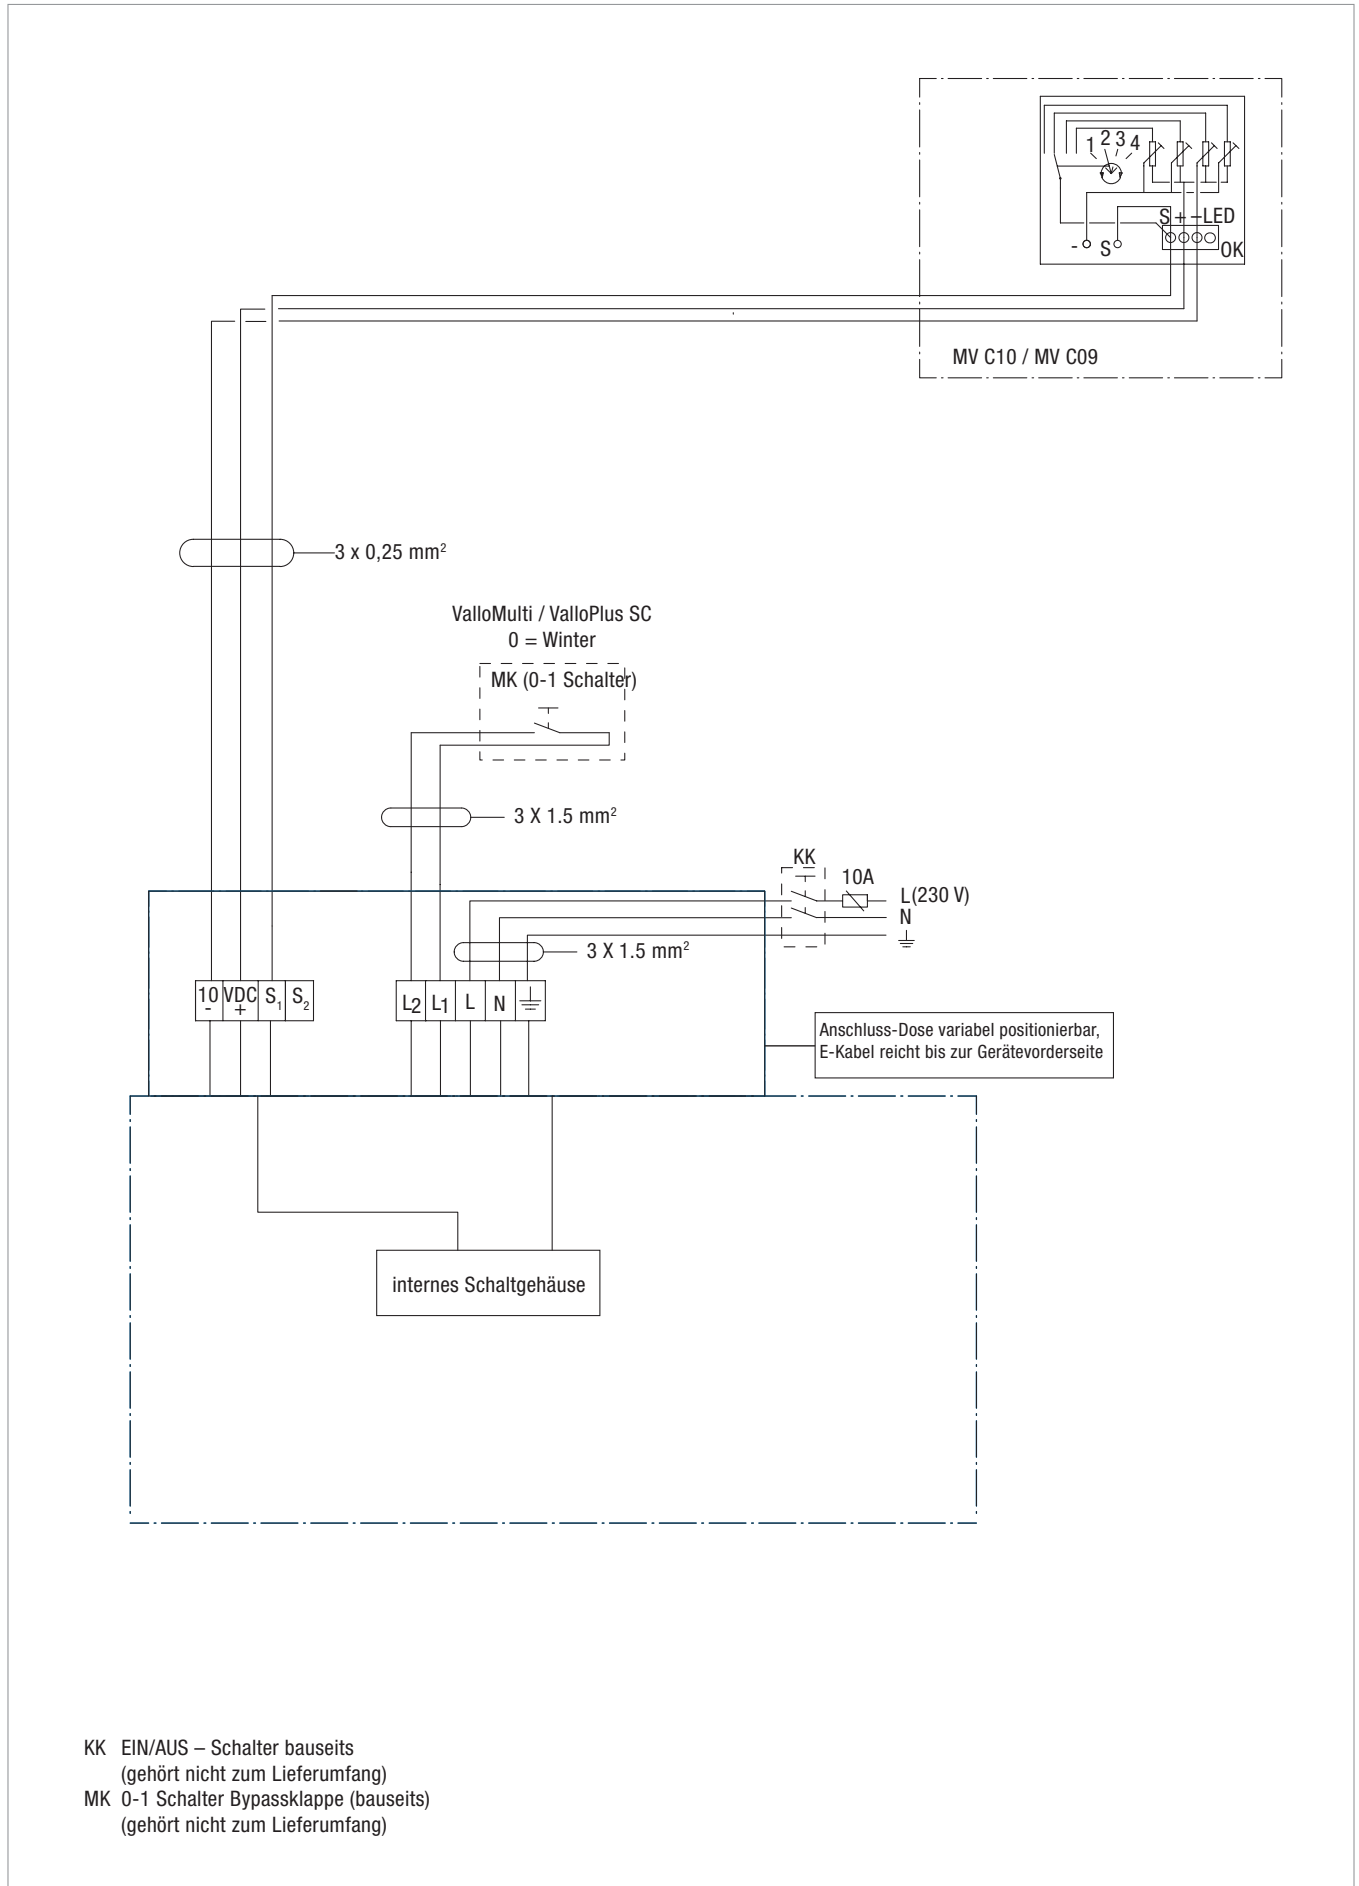 1 2 3 4
S + – LED
- S OK
MV C10 / MV C09
3 x 0,25 mm²
ValloMulti / ValloPlus SC
0 = Winter
MK (0-1 Schalter)
3 X 1.5 mm²
KK
10A
L(230 V)
N
3 X 1.5 mm²
10 VDC S₁ S₂
- +
L2 L1 L N
Anschluss-Dose variabel positionierbar,
E-Kabel reicht bis zur Gerätevorderseite
internes Schaltgehäuse
KK EIN/AUS – Schalter bauseits
(gehört nicht zum Lieferumfang)
MK 0-1 Schalter Bypassklappe (bauseits)
(gehört nicht zum Lieferumfang)